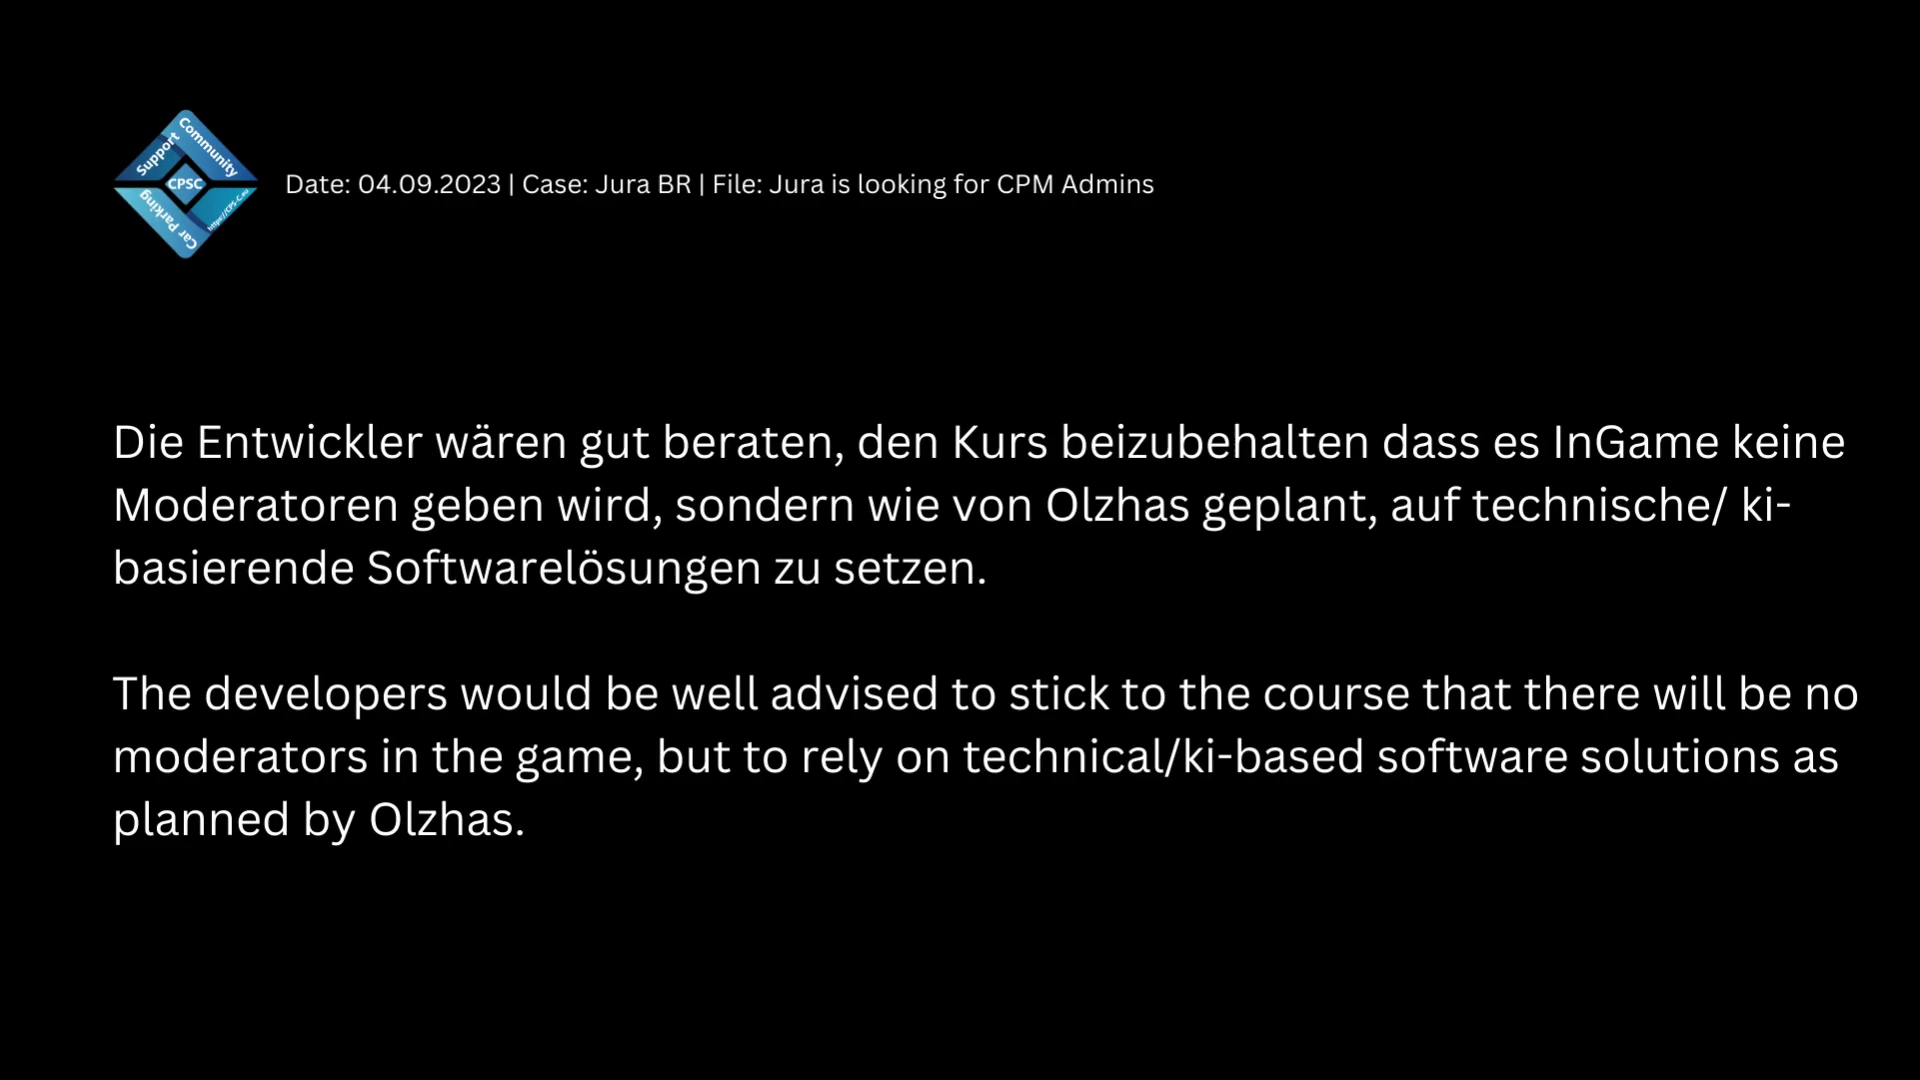 Support
Community
CPSC
Car Parking
https://CPS-C.eu
Date: 04.09.2023 | Case: Jura BR | File: Jura is looking for CPM Admins
Die Entwickler wären gut beraten, den Kurs beizubehalten dass es InGame keine
Moderatoren geben wird, sondern wie von Olzhas geplant, auf technische/ ki-
basierende Softwarelösungen zu setzen.
The developers would be well advised to stick to the course that there will be no
moderators in the game, but to rely on technical/ki-based software solutions as
planned by Olzhas.